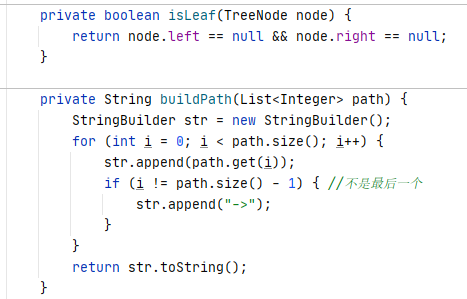 private boolean isLeaf(TreeNode node) {
    return node.left == null && node.right == null;
}
private String buildPath(List<Integer> path) {
    StringBuilder str = new StringBuilder();
    for (int i = 0; i < path.size(); i++) {
        str.append(path.get(i));
        if (i != path.size() - 1) { //不是最后一个
            str.append("->");
        }
    }
    return str.toString();
}